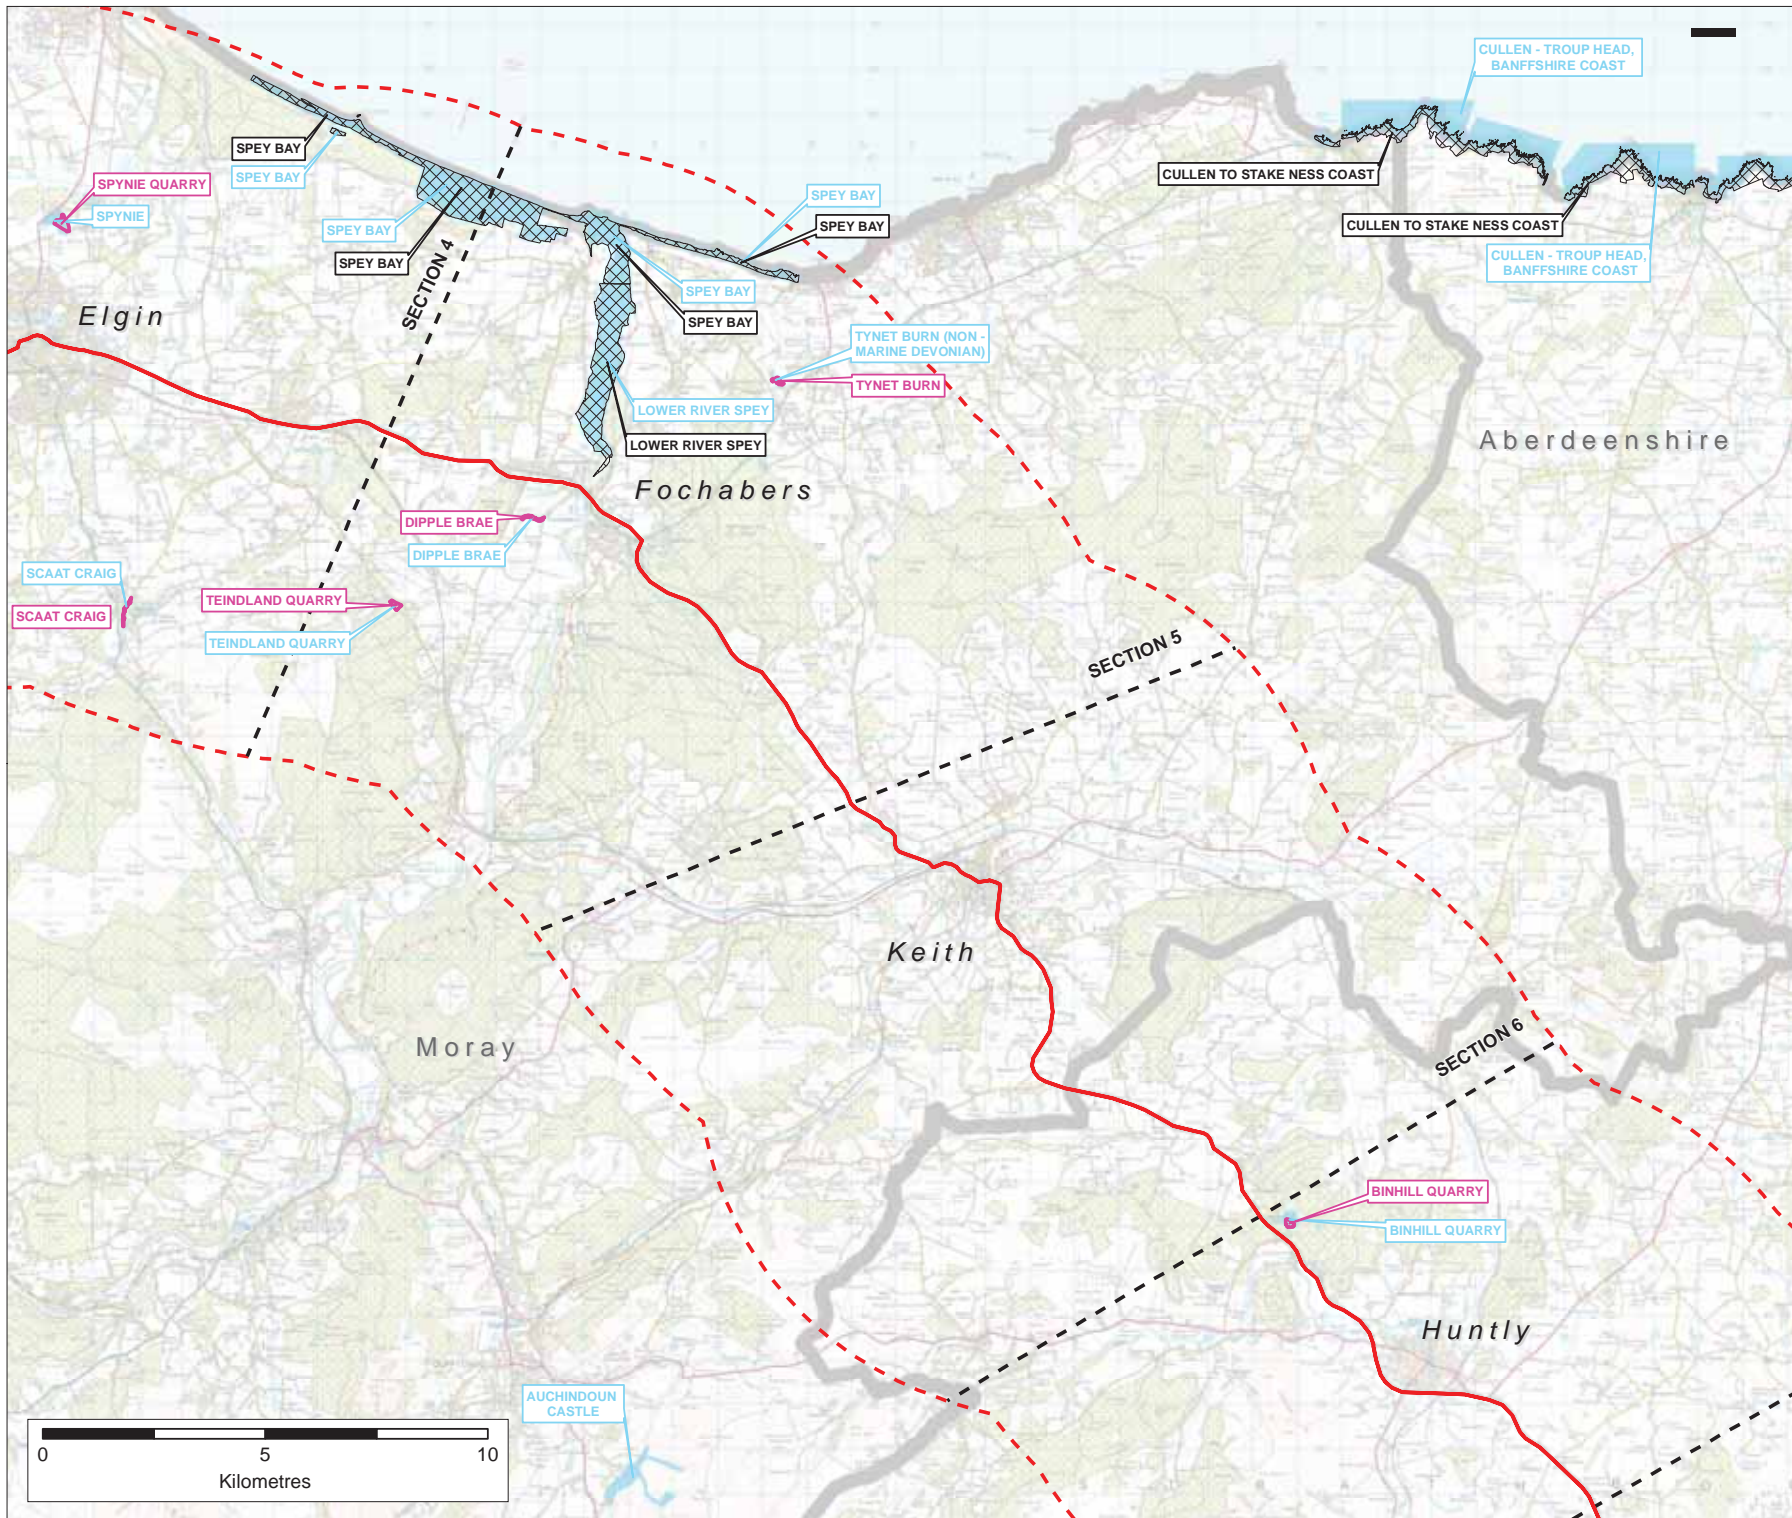 CULLEN - TROUP HEAD,
BANFFSHIRE COAST
SPEY BAY
SPEY BAY
CULLEN TO STAKE NESS COAST
SPYNIE QUARRY
SPYNIE
SPEY BAY
SPEY BAY
SPEY BAY
SPEY BAY
CULLEN TO STAKE NESS COAST
CULLEN - TROUP HEAD,
BANFFSHIRE COAST
SECTION 4
SPEY BAY
SPEY BAY
Elgin
TYNET BURN (NON -
MARINE DEVONIAN)
TYNET BURN
LOWER RIVER SPEY
LOWER RIVER SPEY
Aberdeenshire
Fochabers
DIPPLE BRAE
DIPPLE BRAE
SCAAT CRAIG
SCAAT CRAIG
TEINDLAND QUARRY
TEINDLAND QUARRY
SECTION 5
Keith
Moray
SECTION 6
BINHILL QUARRY
BINHILL QUARRY
Huntly
AUCHINDOUN
CASTLE
0 5 10
Kilometres